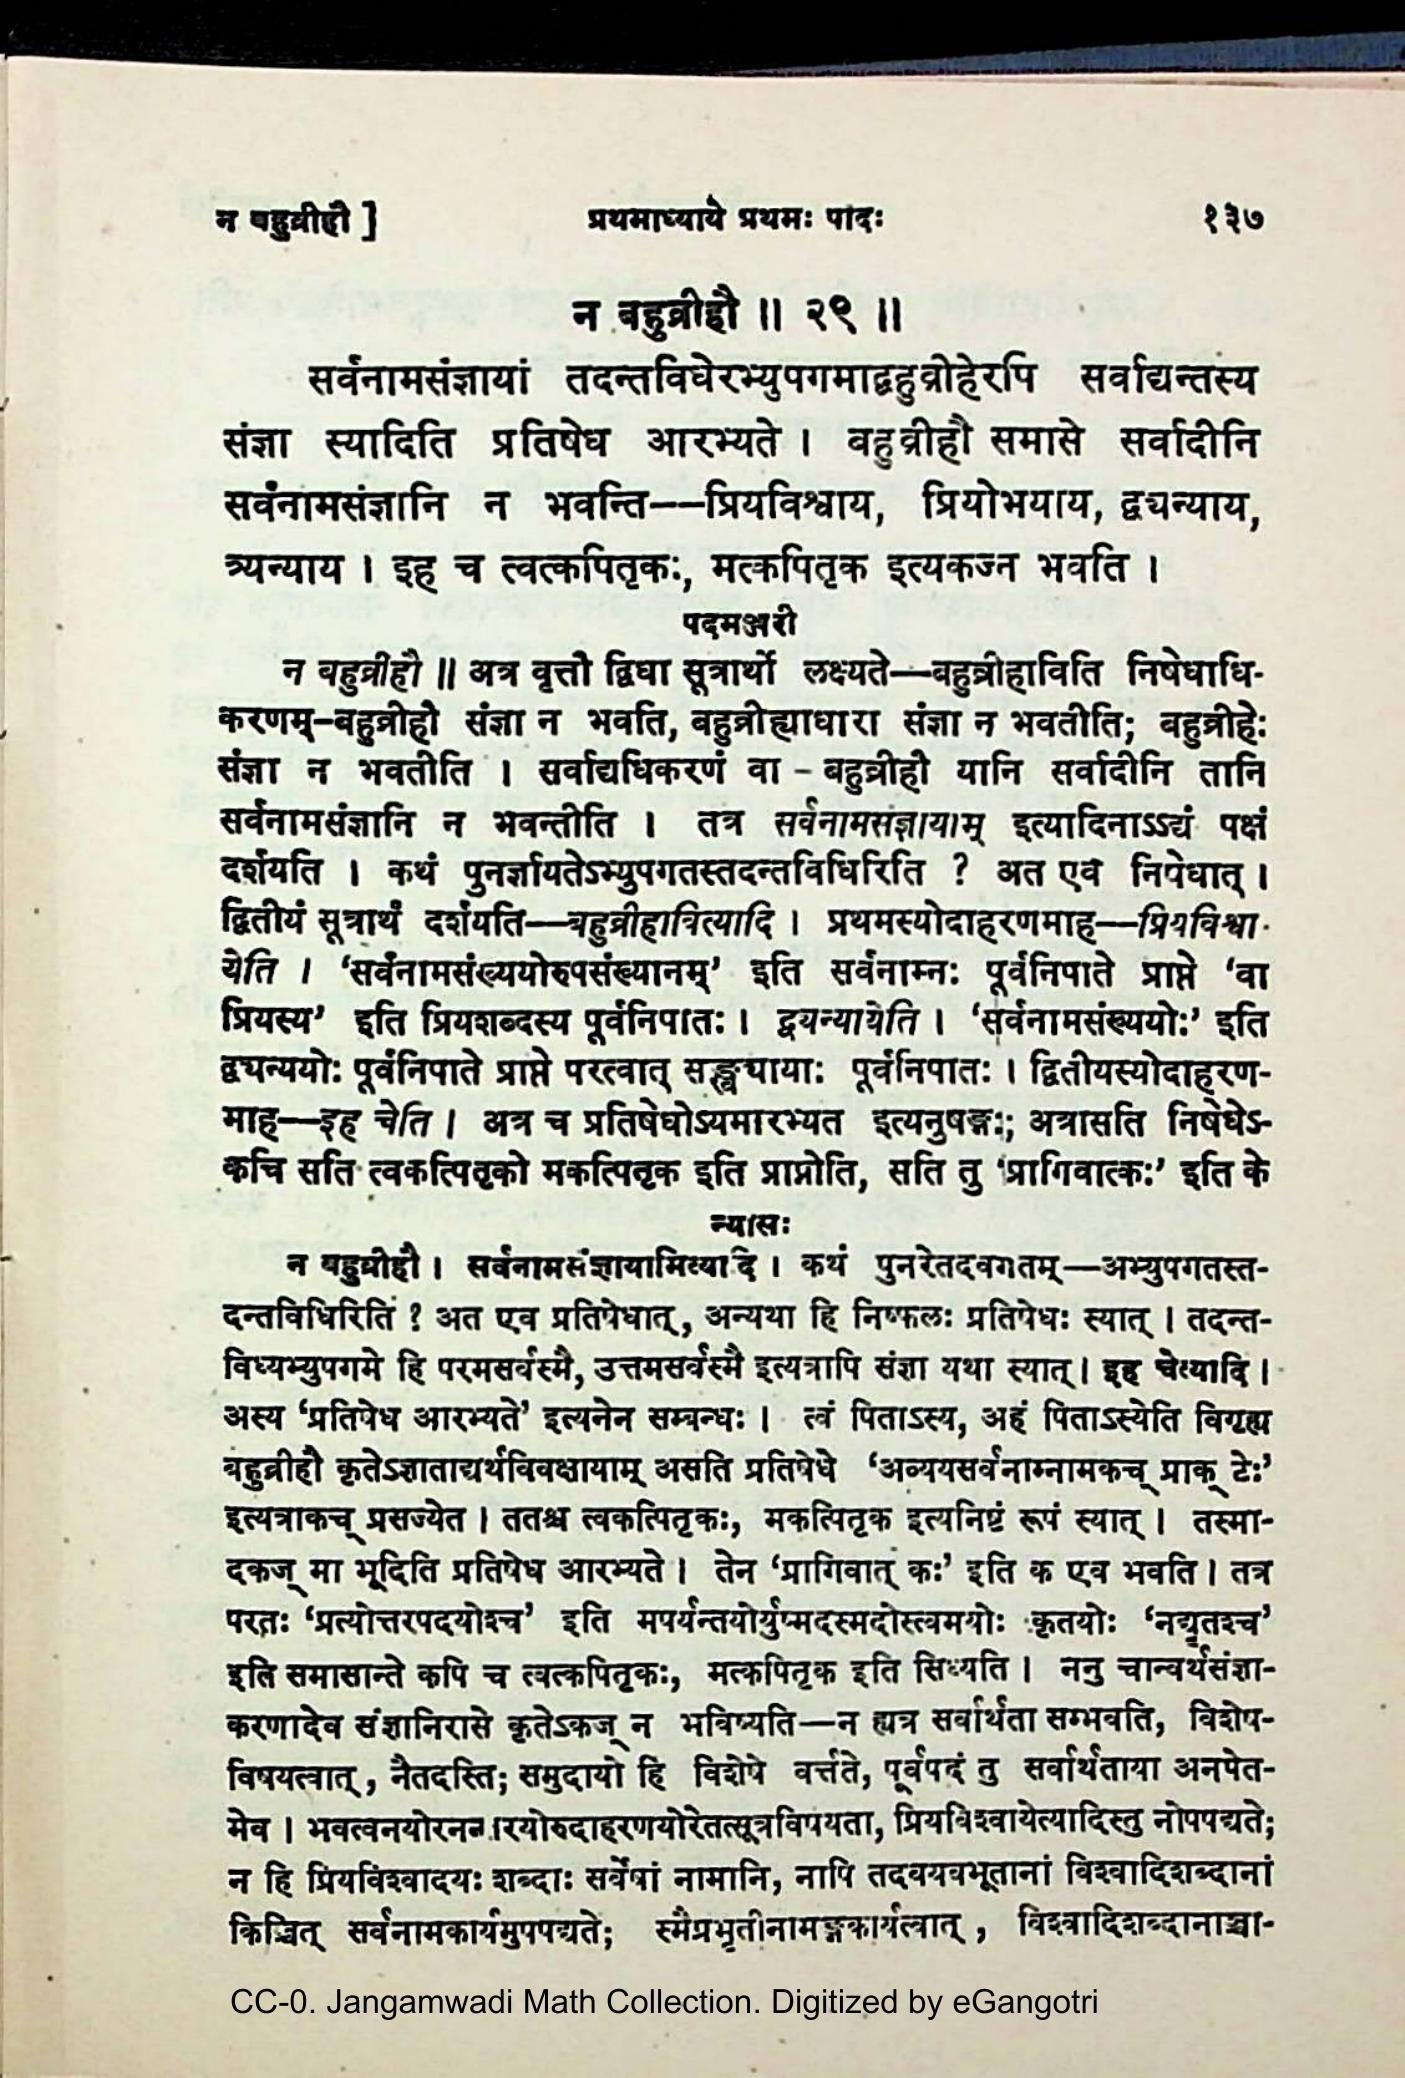 न बहुव्रीहौ ]
प्रथमाध्याये प्रथमः पादः
१३७
न बहुव्रीहौ ॥ २९ ॥
सर्वनामसंज्ञायां तदन्तविधेरभ्युपगमाद्बहुव्रीहेरपि सर्वाद्यन्तस्य
संज्ञा स्यादिति प्रतिषेध आरभ्यते । बहुव्रीहौ समासे सर्वादीनि
सर्वनामसंज्ञानि न भवन्ति––प्रियविश्वाय, प्रियोभयाय, द्व्यन्याय,
त्र्यन्याय । इह च त्वत्कपितृकः, मत्कपितृक इत्यकज्न भवति ।
पदमञ्जरी
न बहुव्रीहौ ॥ अत्र वृत्तौ द्विधा सूत्रार्थो लक्ष्यते—बहुव्रीहाविति निषेधाधि-
करणम्–बहुव्रीहौ संज्ञा न भवति, बहुव्रीह्याधारा संज्ञा न भवतीति; बहुव्रीहेः
संज्ञा न भवतीति । सर्वाद्यधिकरणं वा – बहुव्रीहौ यानि सर्वादीनि तानि
सर्वनामसंज्ञानि न भवन्तीति । तत्र सर्वनामसंज्ञायाम् इत्यादिनाऽऽद्यं पक्षं
दर्शयति । कथं पुनर्ज्ञायतेऽभ्युपगतस्तदन्तविधिरिति ? अत एव निषेधात् ।
द्वितीयं सूत्रार्थं दर्शयति—बहुव्रीहावित्यादि । प्रथमस्योदाहरणमाह—प्रियविश्वा-
येति । ‘सर्वनामसंख्ययोरुपसंख्यानम्’ इति सर्वनाम्नः पूर्वनिपाते प्राप्ते ‘वा
प्रियस्य’ इति प्रियशब्दस्य पूर्वनिपातः । द्व्यन्यायेति । ‘सर्वनामसंख्ययोः’ इति
द्व्यन्ययोः पूर्वनिपाते प्राप्ते परत्वात् सङ्ख्यायाः पूर्वनिपातः । द्वितीयस्योदाहरण-
माह—इह चेति । अत्र च प्रतिषेधोऽयमारभ्यत इत्यनुषङ्गः; अत्रासति निषेधेऽ-
कचि सति त्वकत्पितृको मकत्पितृक इति प्राप्नोति, सति तु ‘प्रागिवात्कः’ इति के
न्यासः
न बहुव्रीहौ । सर्वनामसंज्ञायामित्यादि । कथं पुनरेतदवगतम्—अभ्युपगतस्त-
दन्तविधिरिति ? अत एव प्रतिषेधात्, अन्यथा हि निष्फलः प्रतिषेधः स्यात् । तदन्त-
विध्यभ्युपगमे हि परमसर्वस्मै, उत्तमसर्वस्मै इत्यत्रापि संज्ञा यथा स्यात् । इह चेत्यादि ।
अस्य ‘प्रतिषेध आरभ्यते’ इत्यनेन सम्बन्धः । त्वं पिताऽस्य, अहं पिताऽस्येति विगृह्य
बहुव्रीहौ कृतेऽज्ञाताद्यर्थविवक्षायाम् असति प्रतिषेधे ‘अव्ययसर्वनाम्नामकच् प्राक् टेः’
इत्यत्राकच् प्रसज्येत । ततश्च त्वकत्पितृकः, मकत्पितृक इत्यनिष्टं रूपं स्यात् । तस्मा-
दकज् मा भूदिति प्रतिषेध आरभ्यते । तेन ‘प्रागिवात् कः’ इति क एव भवति । तत्र
परतः ‘प्रत्योत्तरपदयोश्च’ इति मपर्यन्तयोर्युष्मदस्मदोस्त्वमयोः कृतयोः ‘नद्यृतश्च’
इति समासान्ते कपि च त्वत्कपितृकः, मत्कपितृक इति सिध्यति । ननु चान्वर्थसंज्ञा-
करणादेव संज्ञानिरासे कृतेऽकज् न भविष्यति—न ह्यत्र सर्वार्थता सम्भवति, विशेष-
विषयत्वात्, नैतदस्ति; समुदायो हि विशेषे वर्त्तते, पूर्वपदं तु सर्वार्थताया अनपेत-
मेव । भवत्वनयोरनन्तरयोरुदाहरणयोरेतत्सूत्रविषयता, प्रियविश्वायेत्यादिस्तु नोपपद्यते;
न हि प्रियविश्वादयः शब्दाः सर्वेषां नामानि, नापि तदवयवभूतानां विश्वादिशब्दानां
किञ्चित् सर्वनामकार्यमुपपद्यते; स्मैप्रभृतीनामङ्गकार्यत्वात्, विश्वादिशब्दानाञ्चा-
CC-0. Jangamwadi Math Collection. Digitized by eGangotri